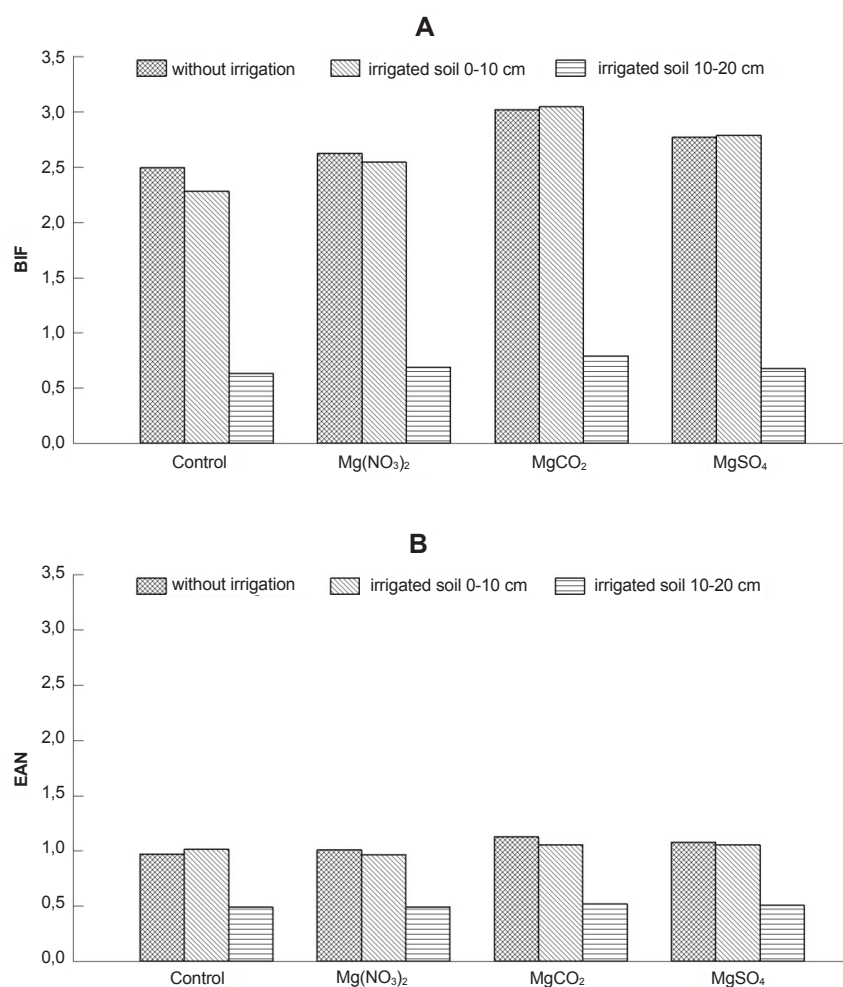 A
3,5
without irrigation irrigated soil 0-10 cm irrigated soil 10-20 cm
3,0
2,5
2,0
BIF
1,5
1,0
0,5
0,0
Control Mg(NO₃)₂ MgCO₂ MgSO₄
B
3,5
without irrigation irrigated soil 0-10 cm irrigated soil 10-20 cm
3,0
2,5
2,0
EAN
1,5
1,0
0,5
0,0
Control Mg(NO₃)₂ MgCO₂ MgSO₄